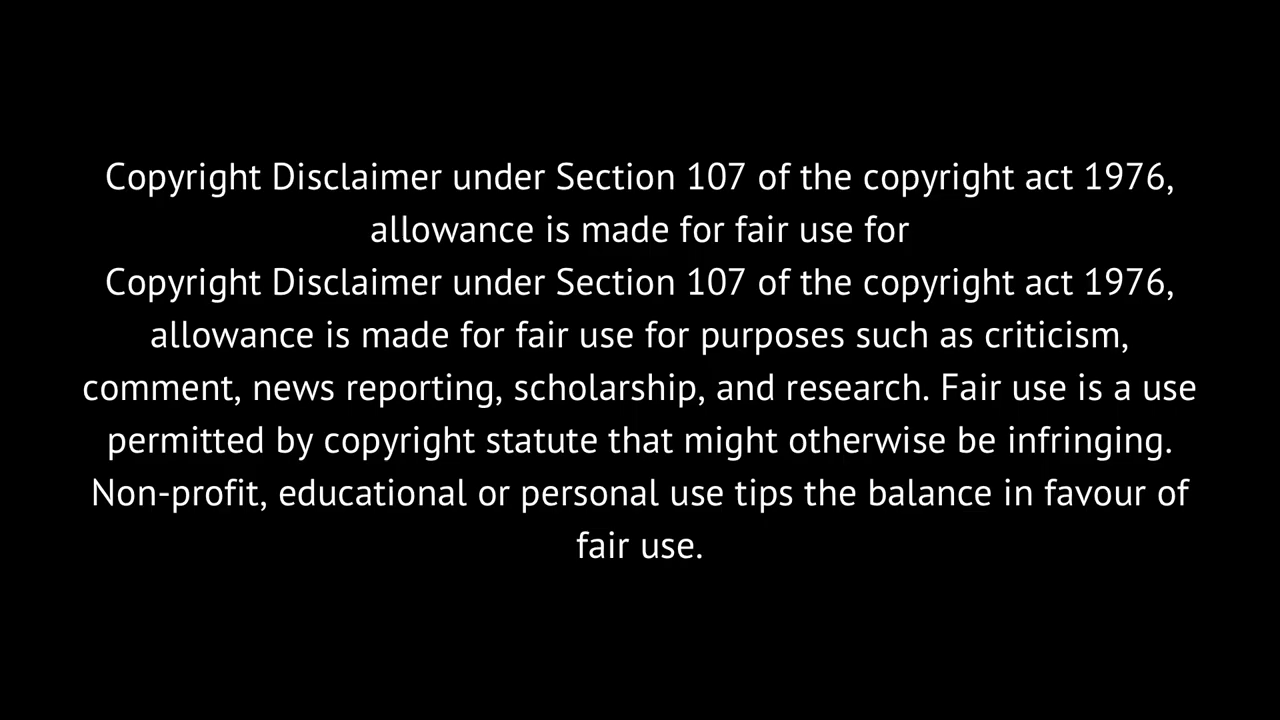 Copyright Disclaimer under Section 107 of the copyright act 1976,
allowance is made for fair use for
Copyright Disclaimer under Section 107 of the copyright act 1976,
allowance is made for fair use for purposes such as criticism,
comment, news reporting, scholarship, and research. Fair use is a use
permitted by copyright statute that might otherwise be infringing.
Non-profit, educational or personal use tips the balance in favour of
fair use.